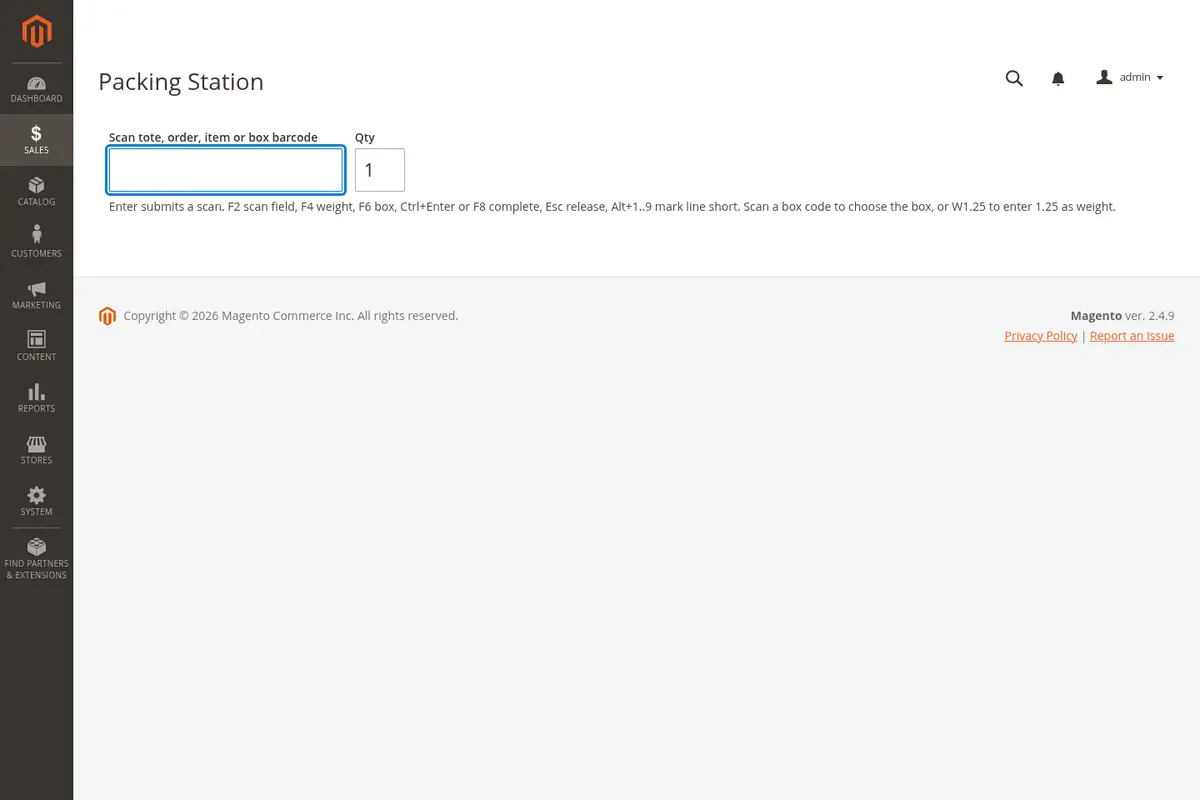 DASHBOARD
SALES
CATALOG
CUSTOMERS
MARKETING
CONTENT
REPORTS
STORES
SYSTEM
FIND PARTNERS
& EXTENSIONS
Packing Station
admin
Scan tote, order, item or box barcode
Qty
1
Enter submits a scan. F2 scan field, F4 weight, F6 box, Ctrl+Enter or F8 complete, Esc release, Alt+1..9 mark line short. Scan a box code to choose the box, or W1.25 to enter 1.25 as weight.
Copyright © 2026 Magento Commerce Inc. All rights reserved.
Magento ver. 2.4.9
Privacy Policy | Report an Issue